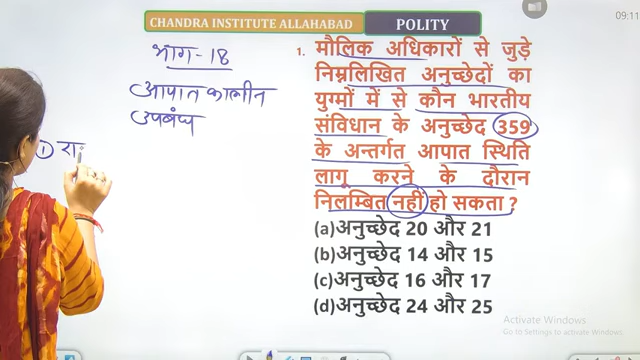 CHANDRA INSTITUTE ALLAHABAD
POLITY
09:11
भाग-18
आपात कालीन
उपबंध
① रा
1. मौलिक अधिकारों से जुड़े
निम्नलिखित अनुच्छेदों का
युग्मों में से कौन भारतीय
संविधान के अनुच्छेद 359
के अन्तर्गत आपात स्थिति
लागू करने के दौरान
निलम्बित नहीं हो सकता ?
(a)अनुच्छेद 20 और 21
(b)अनुच्छेद 14 और 15
(c)अनुच्छेद 16 और 17
(d)अनुच्छेद 24 और 25
Activate Windows
Go to Settings to activate Windows.